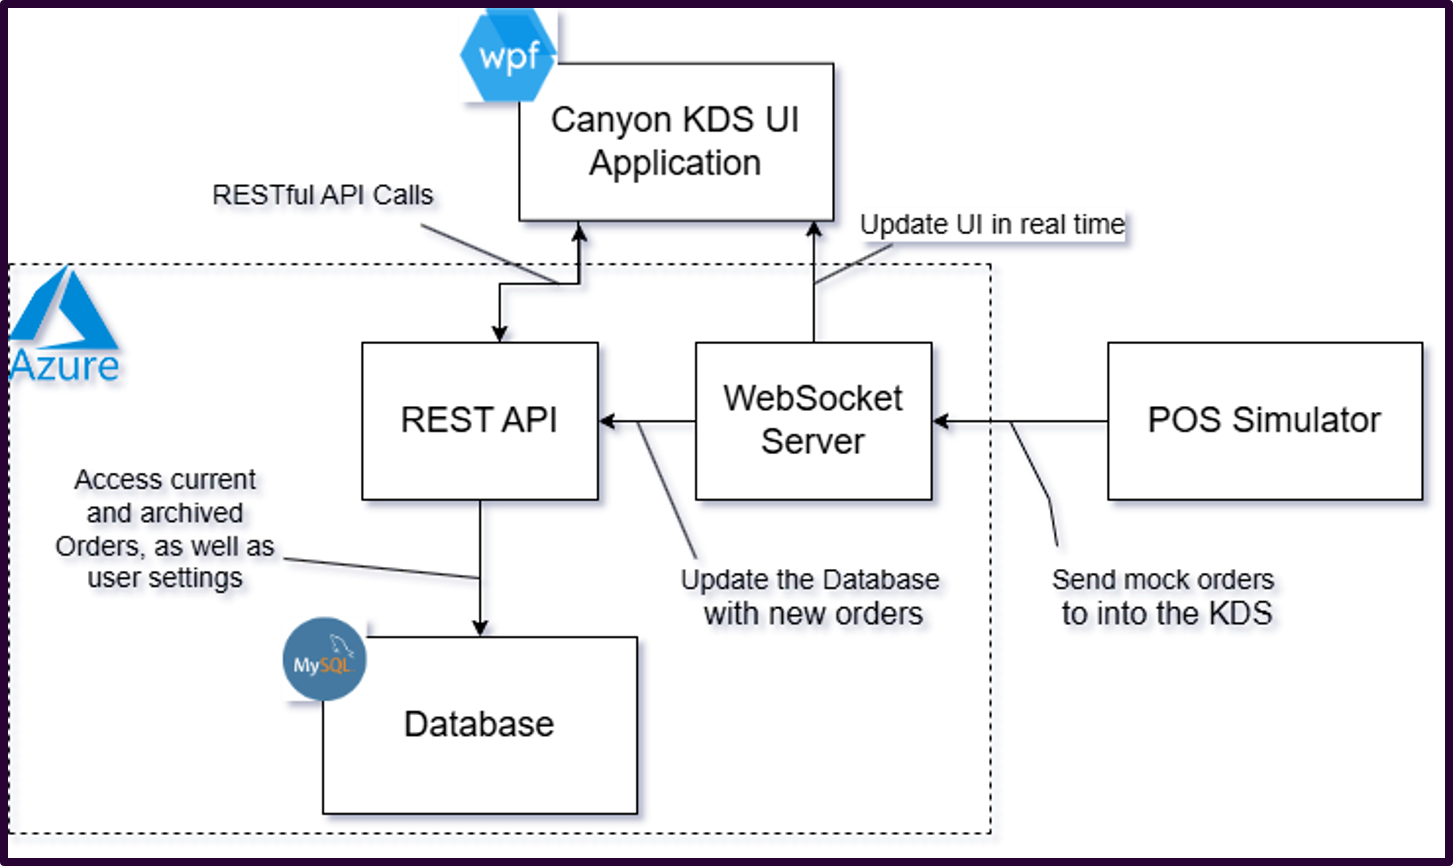 wpf
Canyon KDS UI
Application
RESTful API Calls
Update UI in real time
Azure
REST API
WebSocket
Server
POS Simulator
Access current
and archived
Orders, as well as
user settings
Update the Database
with new orders
Send mock orders
to into the KDS
MySQL
Database